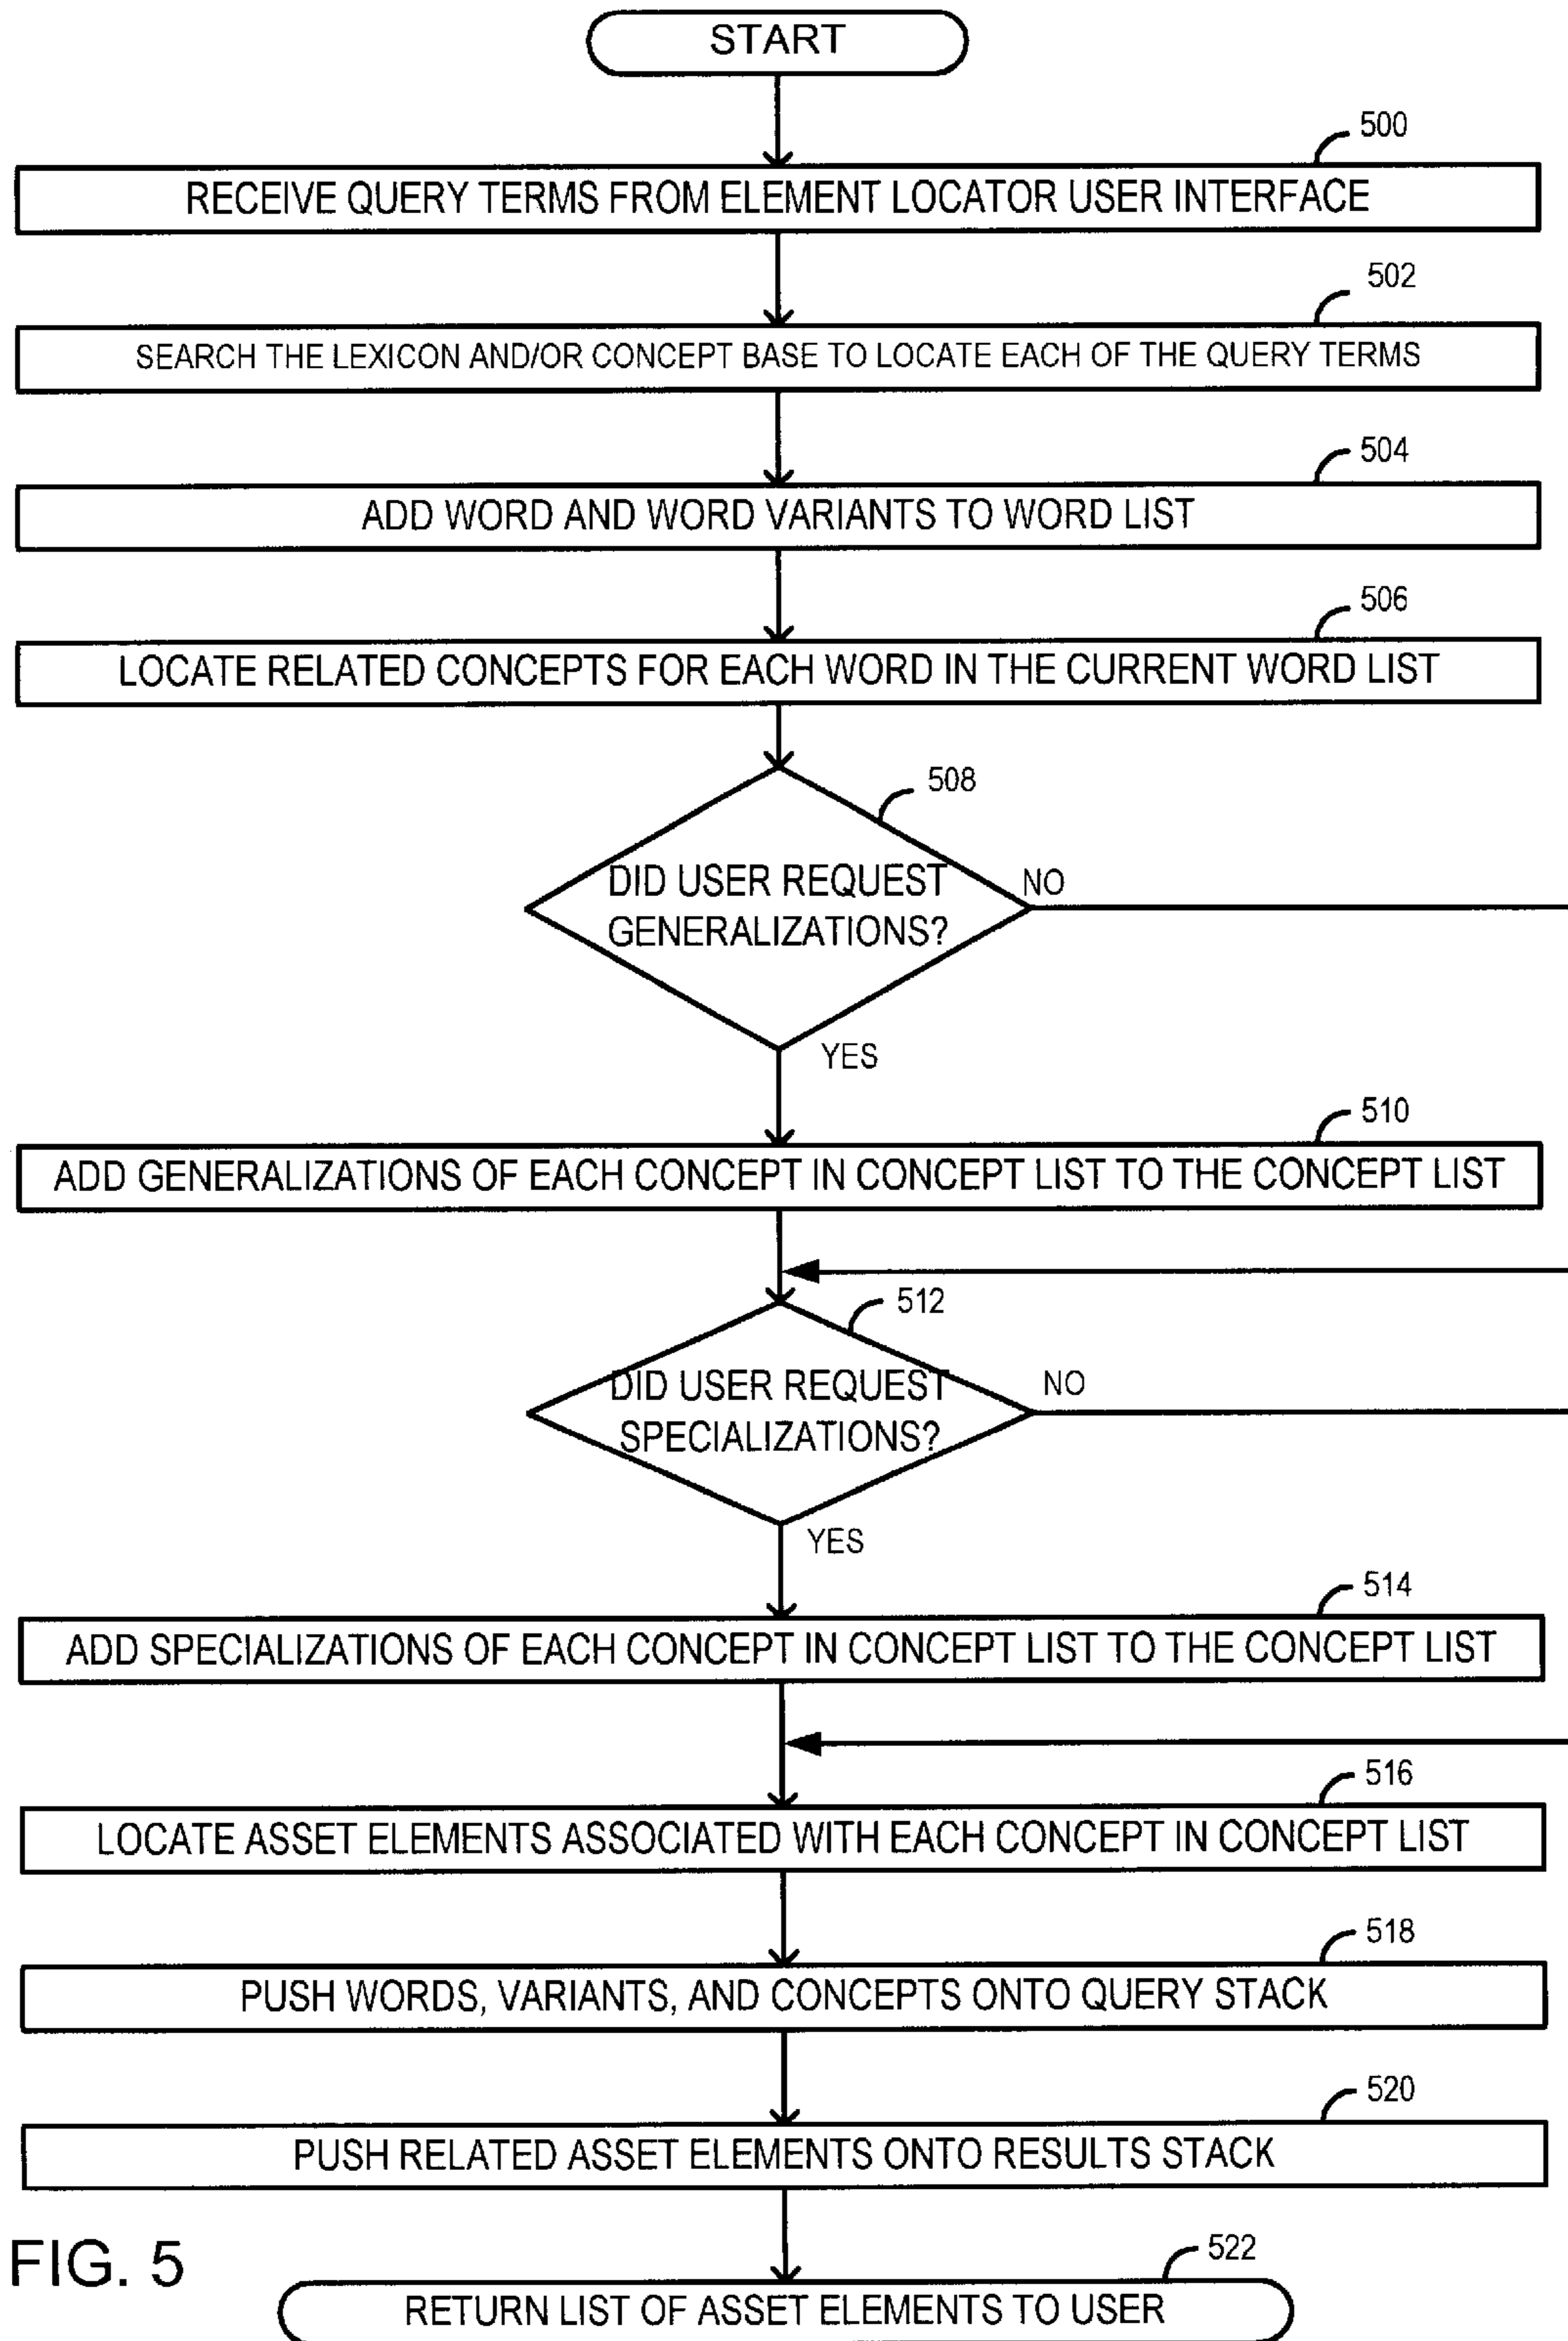 START
500
RECEIVE QUERY TERMS FROM ELEMENT LOCATOR USER INTERFACE
502
SEARCH THE LEXICON AND/OR CONCEPT BASE TO LOCATE EACH OF THE QUERY TERMS
504
ADD WORD AND WORD VARIANTS TO WORD LIST
506
LOCATE RELATED CONCEPTS FOR EACH WORD IN THE CURRENT WORD LIST
508
DID USER REQUEST
GENERALIZATIONS?
NO
YES
510
ADD GENERALIZATIONS OF EACH CONCEPT IN CONCEPT LIST TO THE CONCEPT LIST
512
DID USER REQUEST
SPECIALIZATIONS?
NO
YES
514
ADD SPECIALIZATIONS OF EACH CONCEPT IN CONCEPT LIST TO THE CONCEPT LIST
516
LOCATE ASSET ELEMENTS ASSOCIATED WITH EACH CONCEPT IN CONCEPT LIST
518
PUSH WORDS, VARIANTS, AND CONCEPTS ONTO QUERY STACK
520
PUSH RELATED ASSET ELEMENTS ONTO RESULTS STACK
522
RETURN LIST OF ASSET ELEMENTS TO USER
FIG. 5